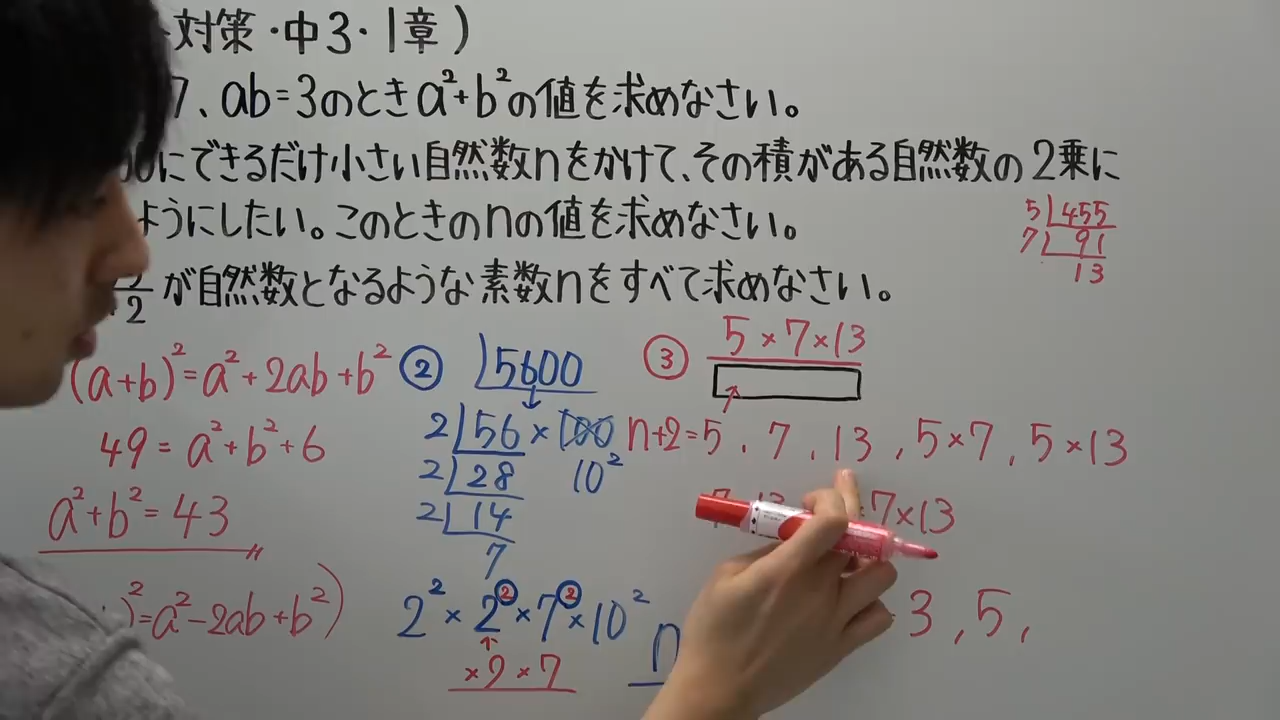 対策・中3・1章)
7、ab=3のときa²+b²の値を求めなさい。
00にできるだけ小さい自然数nをかけて、その積がある自然数の2乗に
ようにしたい。このときのnの値を求めなさい。
2 が自然数となるような素数nをすべて求めなさい。
5 455
7 91
13
(a+b)²=a²+2ab+b²
49=a²+b²+6
a²+b²=43
)²=a²-2ab+b²)
② 5600
2 56×100
10²
2 28
2 14
7
2²×2²×7²×10²
×2×7
n
③ 5×7×13
n+2=5, 7, 13, 5×7, 5×13
7×13
3, 5,